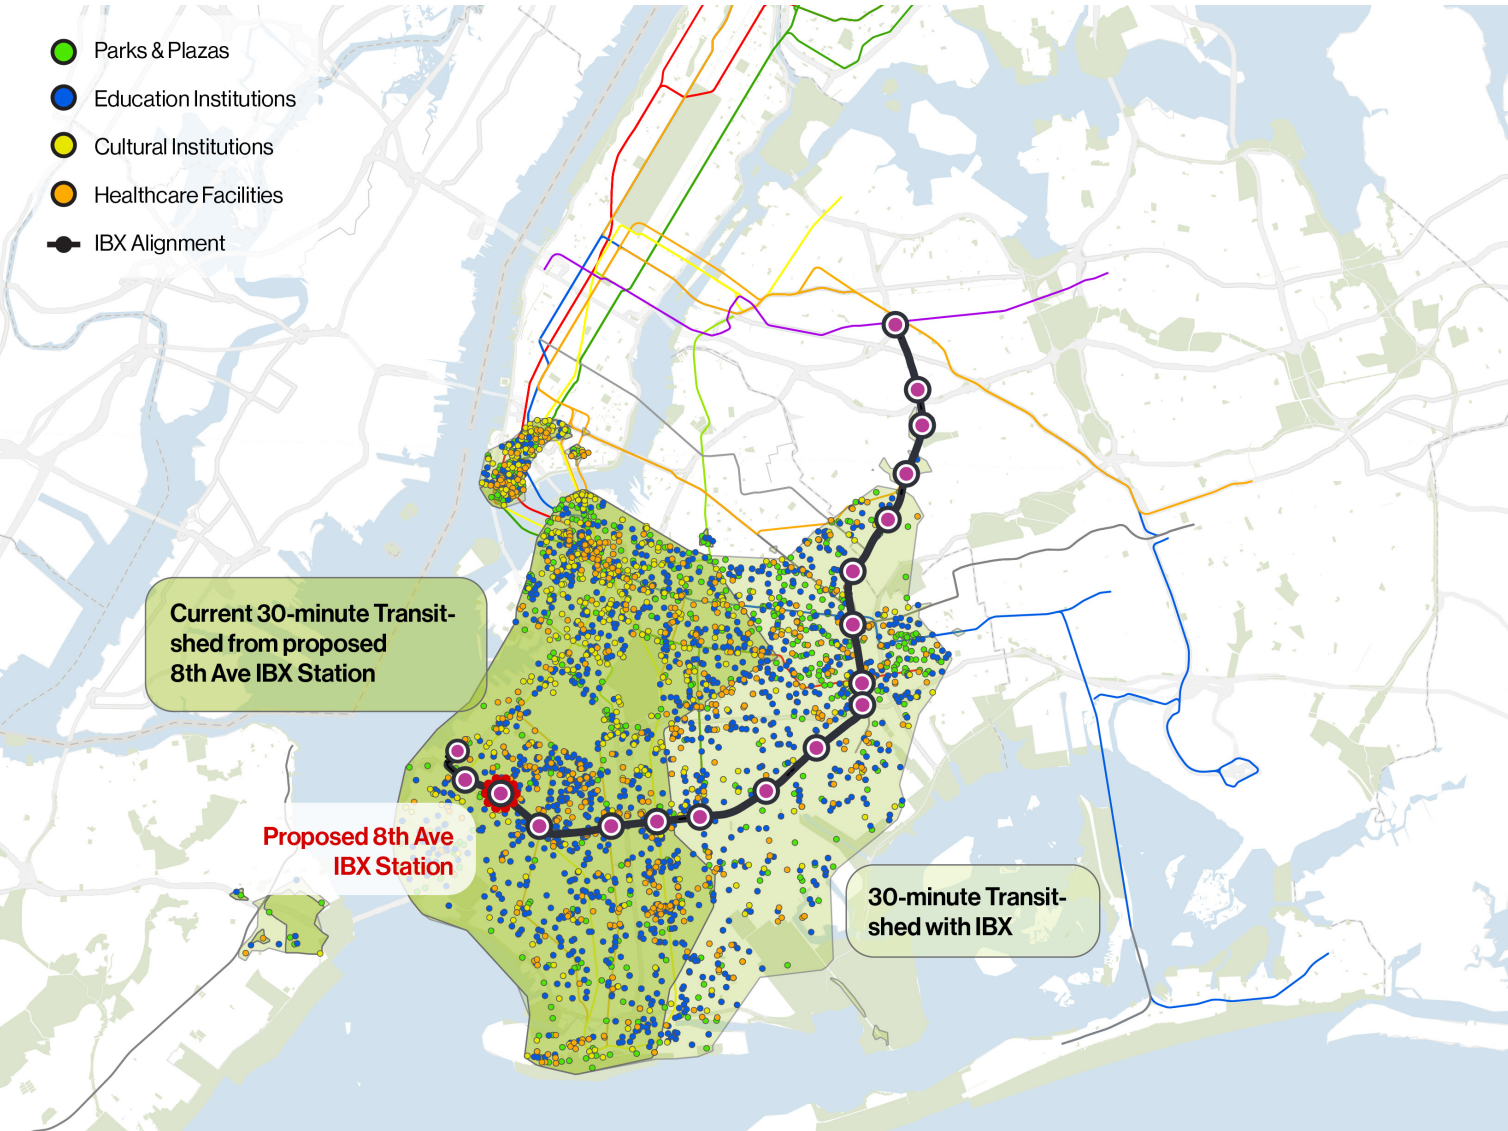 Parks & Plazas
Education Institutions
Cultural Institutions
Healthcare Facilities
IBX Alignment
Current 30-minute Transit-
shed from proposed
8th Ave IBX Station
Proposed 8th Ave
IBX Station
30-minute Transit-
shed with IBX